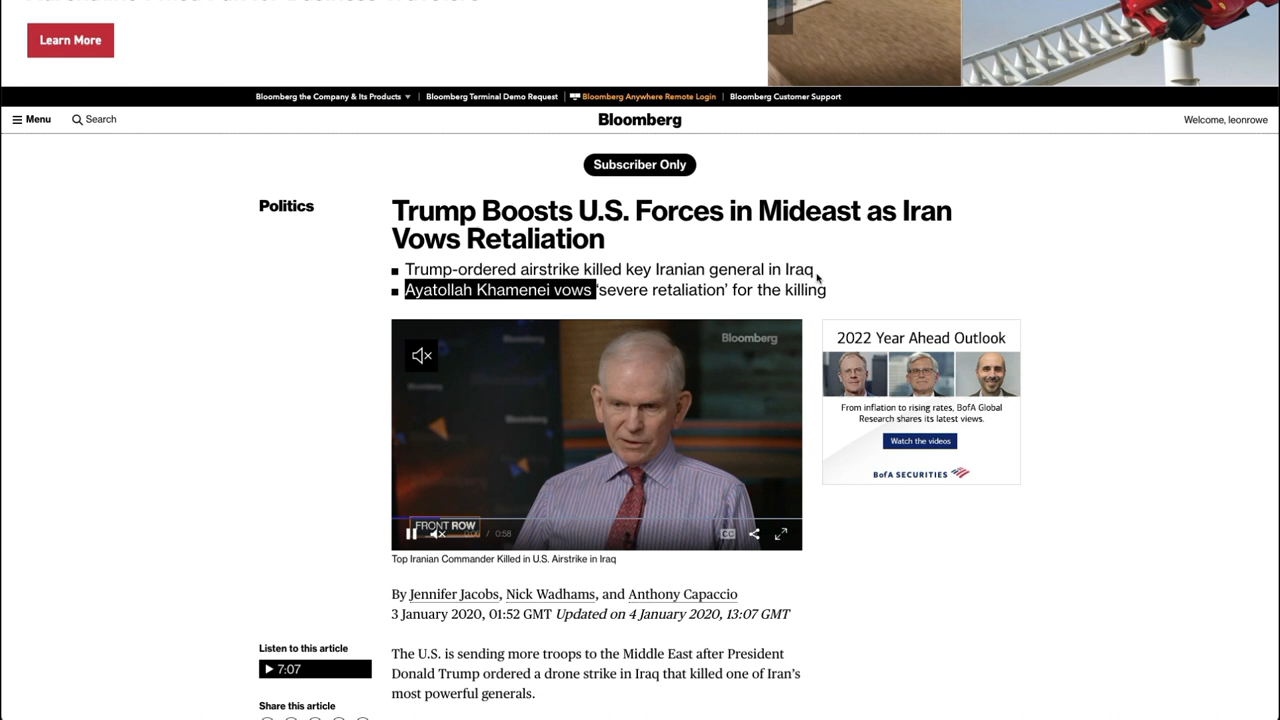 Learn More
Bloomberg the Company & Its Products
Bloomberg Terminal Demo Request
Bloomberg Anywhere Remote Login
Bloomberg Customer Support
Menu
Search
Bloomberg
Welcome, leonrowe
Subscriber Only
Politics
Trump Boosts U.S. Forces in Mideast as Iran
Vows Retaliation
Trump-ordered airstrike killed key Iranian general in Iraq
Ayatollah Khamenei vows ‘severe retaliation’ for the killing
Bloomberg
FRONT ROW
/ 0:58
CC
Top Iranian Commander Killed in U.S. Airstrike in Iraq
2022 Year Ahead Outlook
From inflation to rising rates, BofA Global
Research shares its latest views.
Watch the videos
BofA SECURITIES
By Jennifer Jacobs, Nick Wadhams, and Anthony Capaccio
3 January 2020, 01:52 GMT Updated on 4 January 2020, 13:07 GMT
Listen to this article
7:07
Share this article
The U.S. is sending more troops to the Middle East after President
Donald Trump ordered a drone strike in Iraq that killed one of Iran’s
most powerful generals.